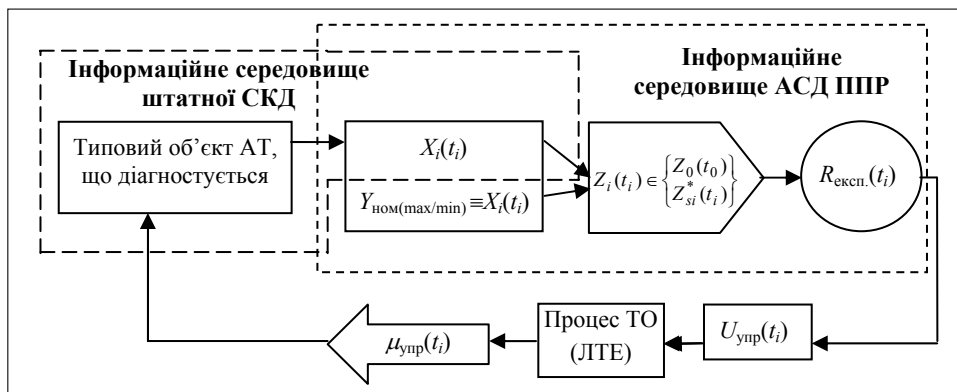 Інформаційне середовище
штатної СКД
Інформаційне
середовище АСД ППР
Типовий об’єкт АТ,
що діагностується
Xᵢ(tᵢ)
Yном(max/min)≡Xᵢ(tᵢ)
Zᵢ(tᵢ) ∈ {Z₀(t₀)
Z*ₛᵢ(tᵢ)}
Rексп.(tᵢ)
μупр(tᵢ)
Процес ТО
(ЛТЕ)
Uупр(tᵢ)